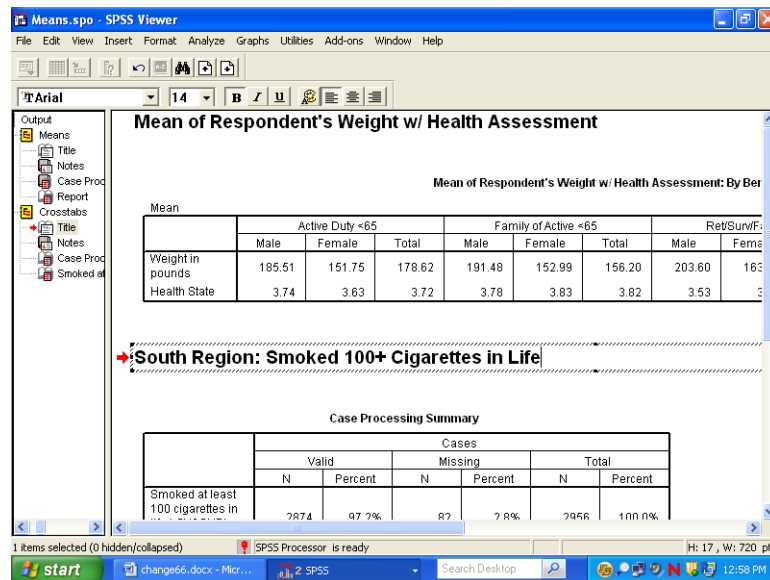 Means.spo - SPSS Viewer
File Edit View Insert Format Analyze Graphs Utilities Add-ons Window Help
Arial 14 B I U
Output
Means
Title
Notes
Case Proc
Report
Crosstabs
Title
Notes
Case Proc
Smoked at
Mean of Respondent's Weight w/ Health Assessment
Mean of Respondent's Weight w/ Health Assessment: By Ber
Mean
Active Duty <65 Family of Active <65 Ret/Surv/Fa
Male Female Total Male Female Total Male Fema
Weight in pounds 185.51 151.75 178.62 191.48 152.99 156.20 203.60 163
Health State 3.74 3.63 3.72 3.78 3.83 3.82 3.53
South Region: Smoked 100+ Cigarettes in Life
Case Processing Summary
Cases
Valid Missing Total
N Percent N Percent N Percent
Smoked at least
100 cigarettes in
2874 97.2% 82 2.8% 2956 100.0%
1 items selected (0 hidden/collapsed) SPSS Processor is ready H: 17 , W: 720 pt
start change66.docx - Micr... 2 SPSS Search Desktop 12:58 PM